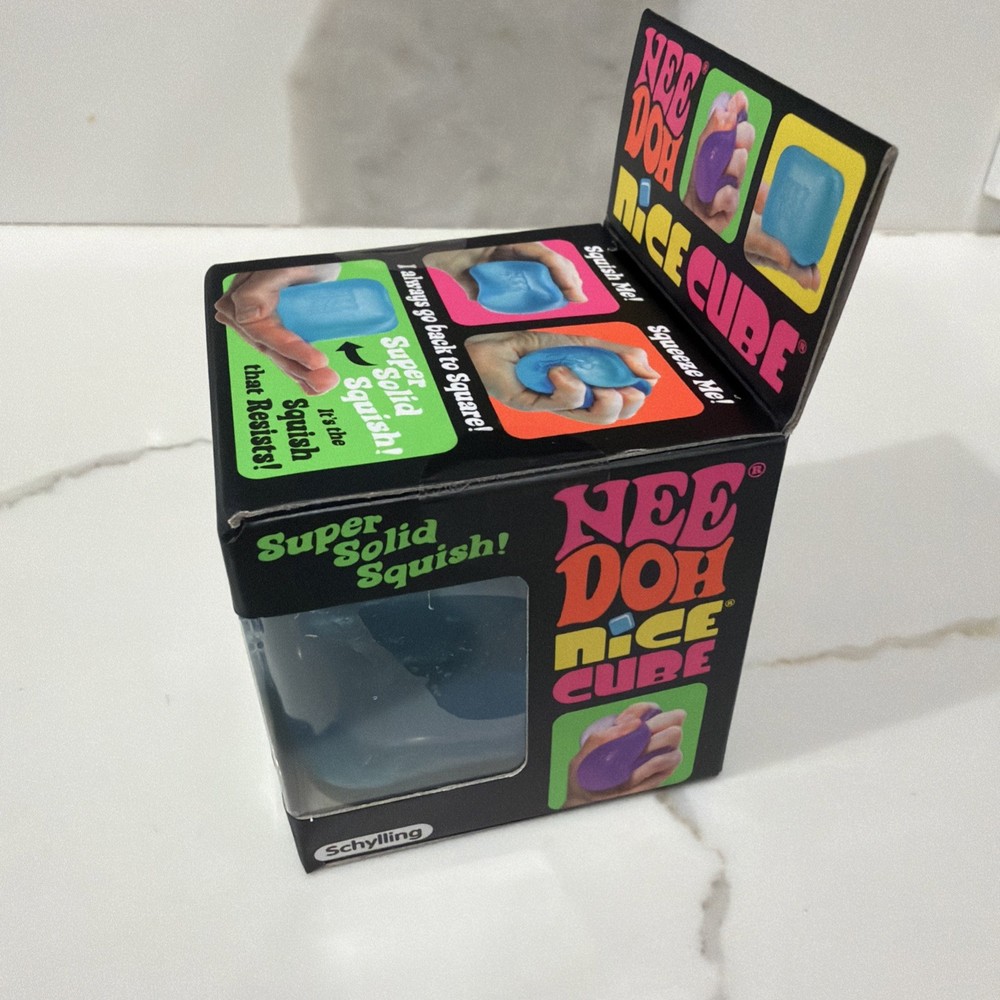 NEE®
DOH
NiCE
CUBE®
Squish Me!
Squeeze Me!
I always go back to Square!
Super
Solid
Squish!
It's the
Squish
that Resists!
Super
Solid
Squish!
NEE®
DOH
NiCE®
CUBE
Schylling